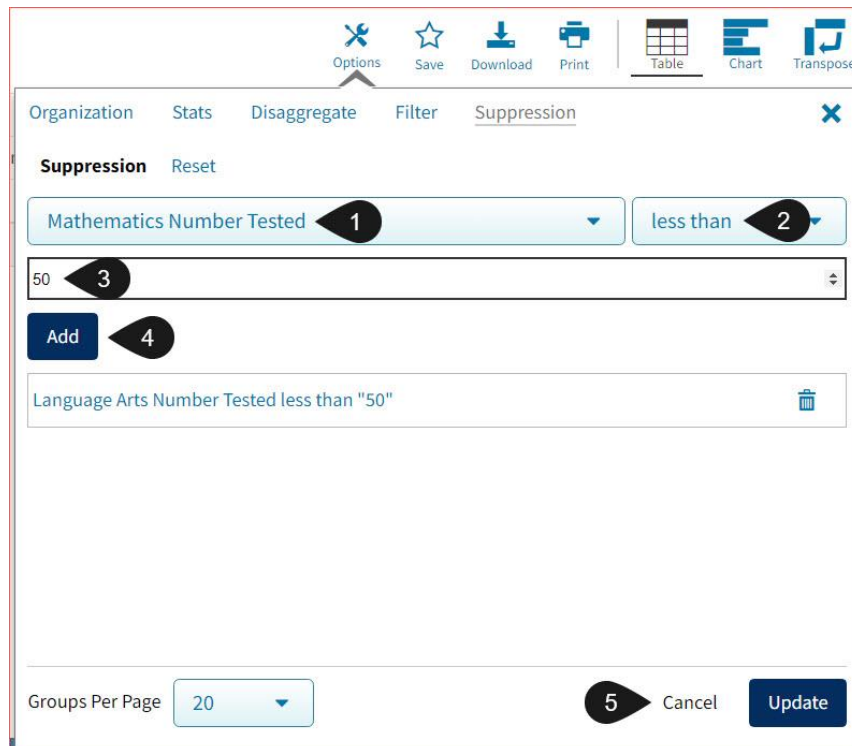 Options Save Download Print Table Chart Transpose
Organization Stats Disaggregate Filter Suppression
Suppression Reset
Mathematics Number Tested 1 less than 2
50 3
Add 4
Language Arts Number Tested less than "50"
Groups Per Page 20 5 Cancel Update